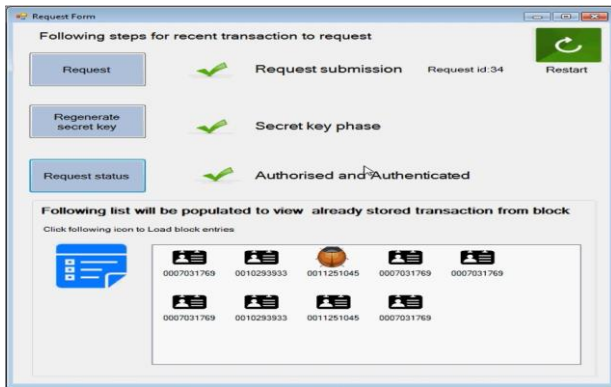 Request Form
Following steps for recent transaction to request
Request
Request submission
Request id:34
Restart
Regenerate
secret key
Secret key phase
Request status
Authorised and Authenticated
Following list will be populated to view already stored transaction from block
Click following icon to Load block entries
0007031769 0010293933 0011251045 0007031769 0007031769
0007031769 0010293933 0011251045 0007031769